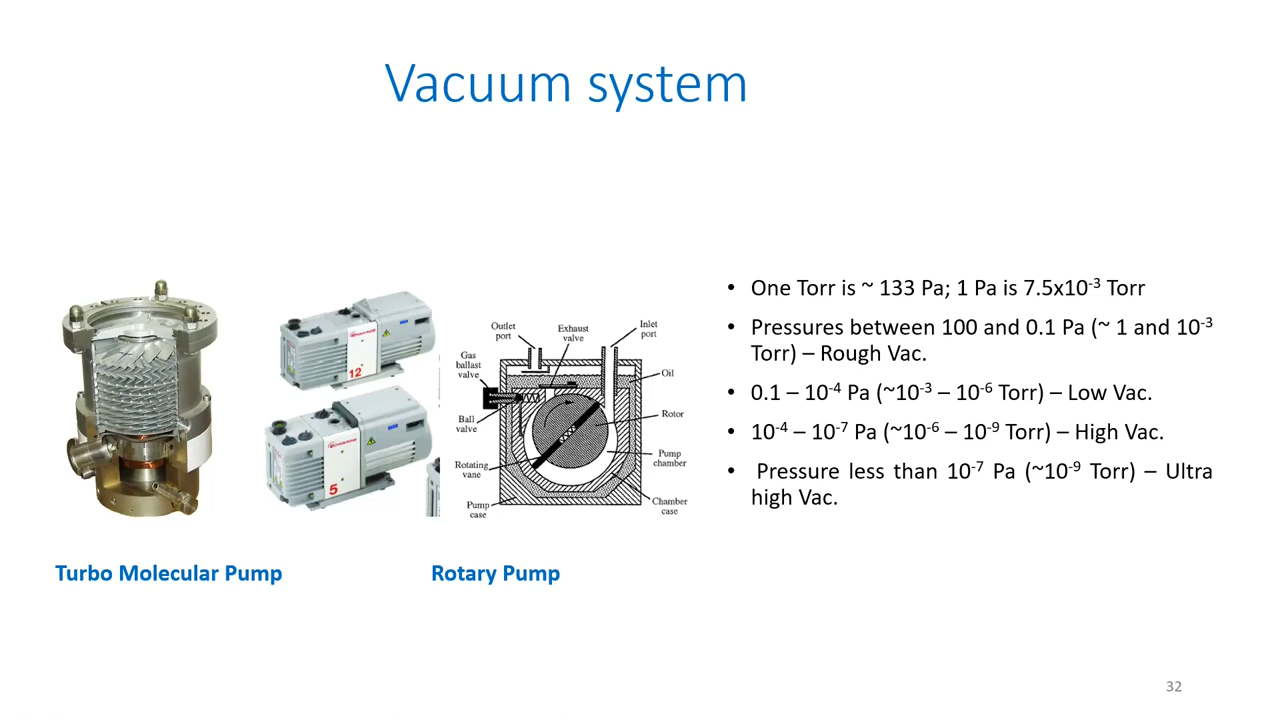 Vacuum system
Outlet
port
Exhaust
valve
Inlet
port
Gas
ballast
valve
Oil
Ball
valve
Rotor
Rotating
vane
Pump
chamber
Pump
case
Chamber
case
12
5
• One Torr is ~ 133 Pa; 1 Pa is 7.5x10⁻³ Torr
• Pressures between 100 and 0.1 Pa (~ 1 and 10⁻³
Torr) – Rough Vac.
• 0.1 – 10⁻⁴ Pa (~10⁻³ – 10⁻⁶ Torr) – Low Vac.
• 10⁻⁴ – 10⁻⁷ Pa (~10⁻⁶ – 10⁻⁹ Torr) – High Vac.
• Pressure less than 10⁻⁷ Pa (~10⁻⁹ Torr) – Ultra
high Vac.
Turbo Molecular Pump
Rotary Pump
32